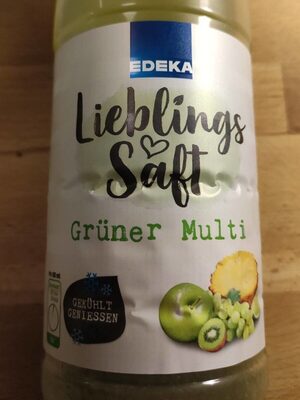 EDEKA
Lieblings
Saft
Grüner Multi
GEKÜHLT
GENIESSEN